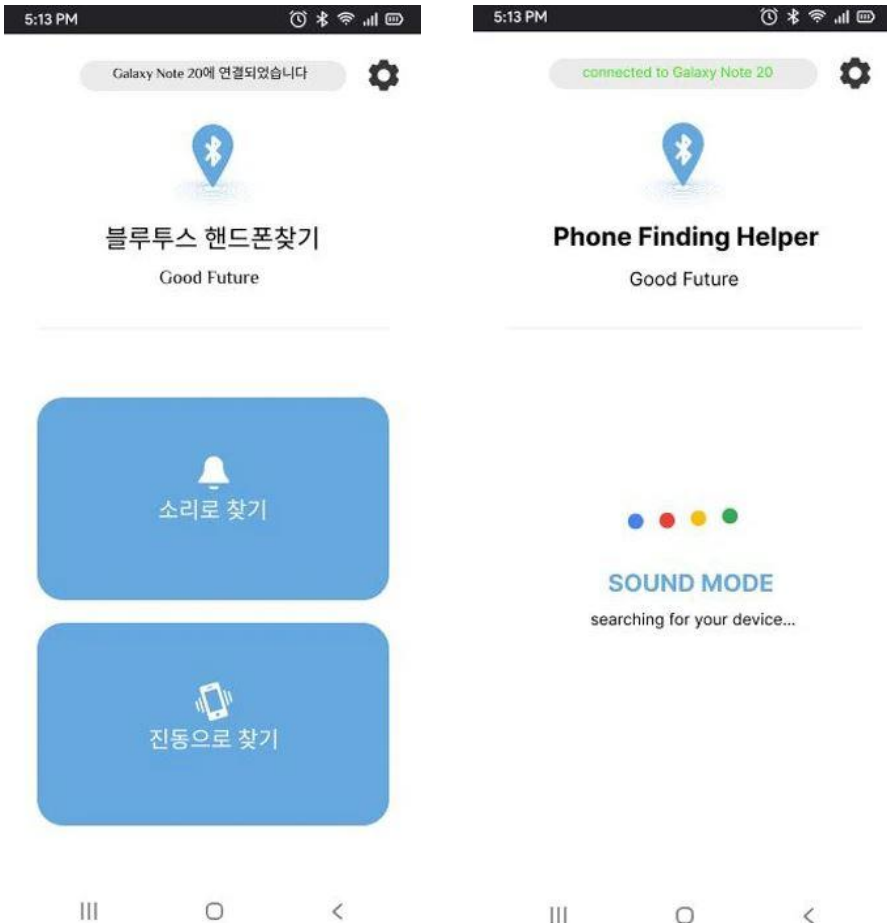 5:13 PM
Galaxy Note 20에 연결되었습니다
블루투스 핸드폰찾기
Good Future
소리로 찾기
진동으로 찾기
5:13 PM
connected to Galaxy Note 20
Phone Finding Helper
Good Future
SOUND MODE
searching for your device...